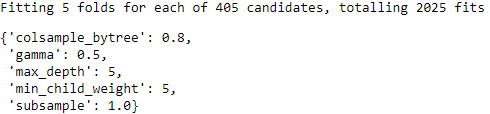 Fitting 5 folds for each of 405 candidates, totalling 2025 fits
{'colsample_bytree': 0.8,
 'gamma': 0.5,
 'max_depth': 5,
 'min_child_weight': 5,
 'subsample': 1.0}